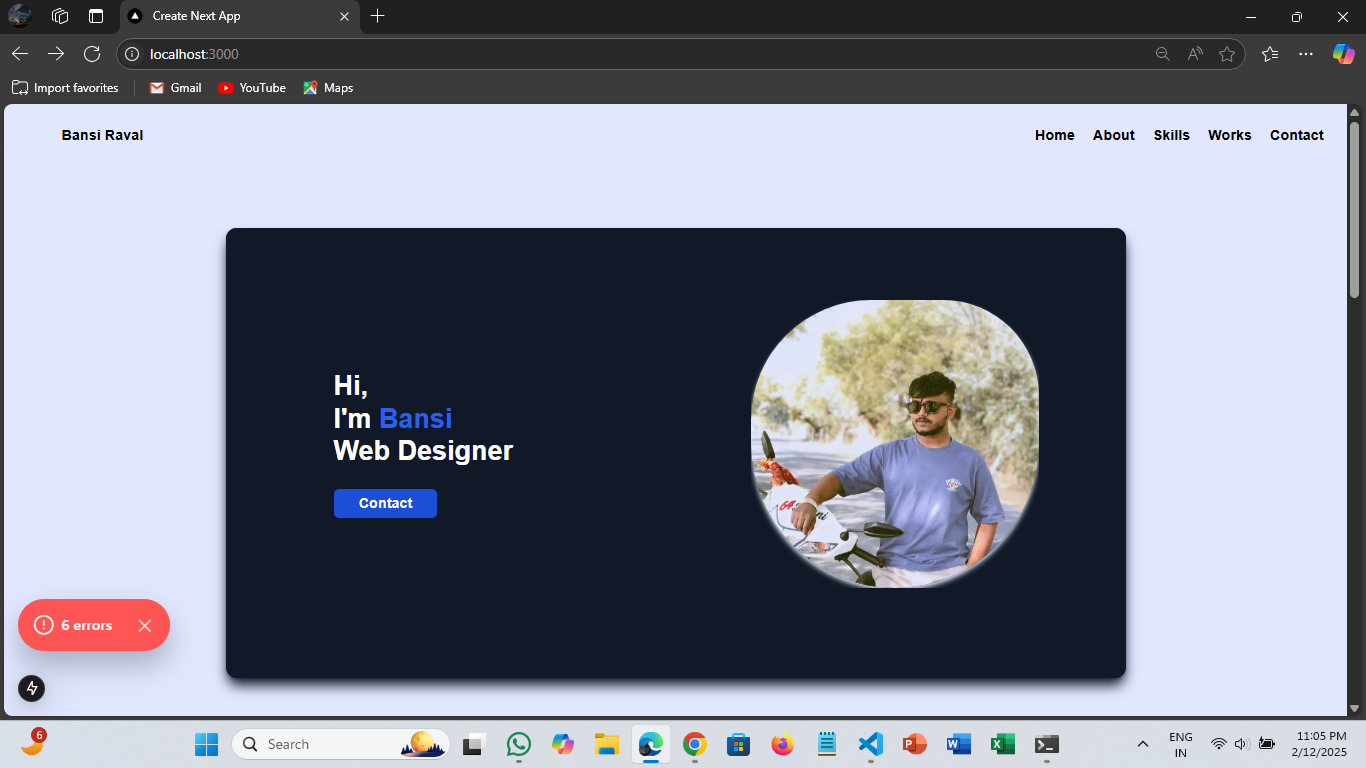 Create Next App
localhost:3000
Import favorites
Gmail
YouTube
Maps
Bansi Raval
Home
About
Skills
Works
Contact
Hi,
I'm Bansi
Web Designer
Contact
6 errors
6
Search
ENG
IN
11:05 PM
2/12/2025